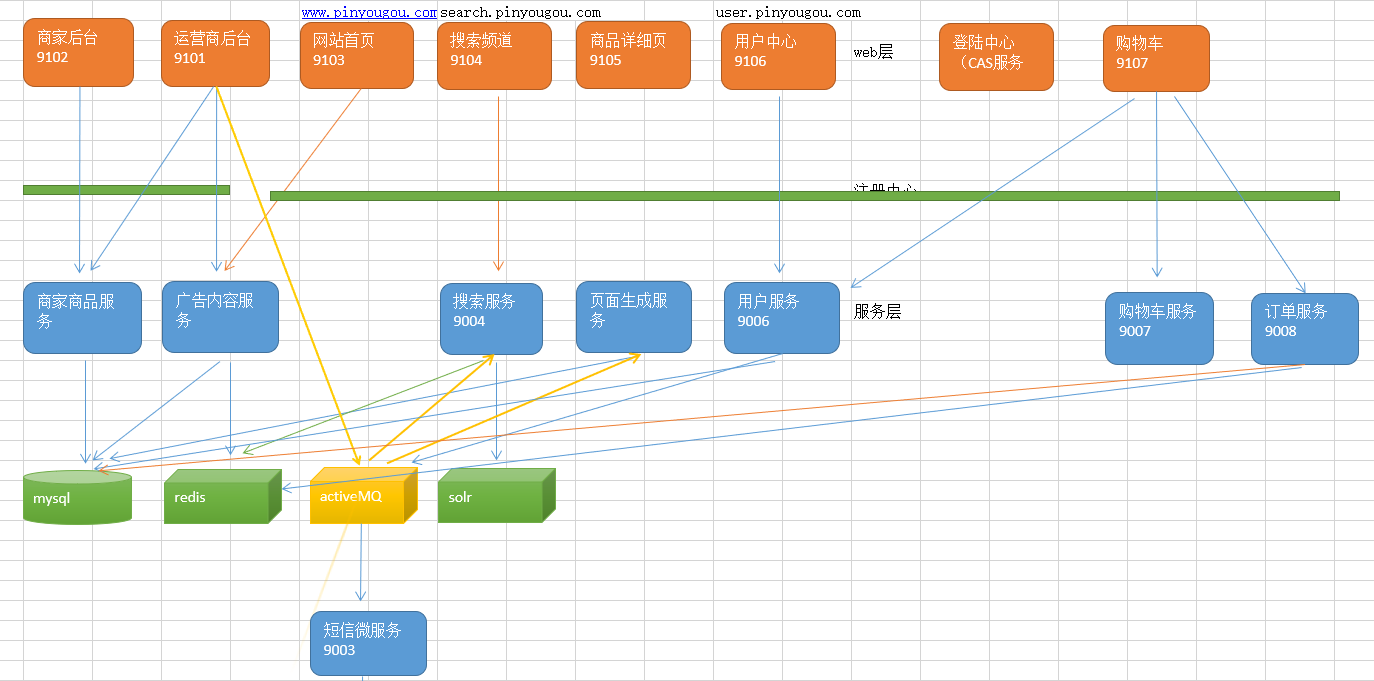 www.pinyougou.com
search.pinyougou.com
user.pinyougou.com
商家后台
9102
运营商后台
9101
网站首页
9103
搜索频道
9104
商品详细页
9105
用户中心
9106
web层
登陆中心
（CAS服务
购物车
9107
注册中心
商家商品服
务
广告内容服
务
搜索服务
9004
页面生成服
务
用户服务
9006
服务层
购物车服务
9007
订单服务
9008
mysql
redis
activeMQ
solr
短信微服务
9003